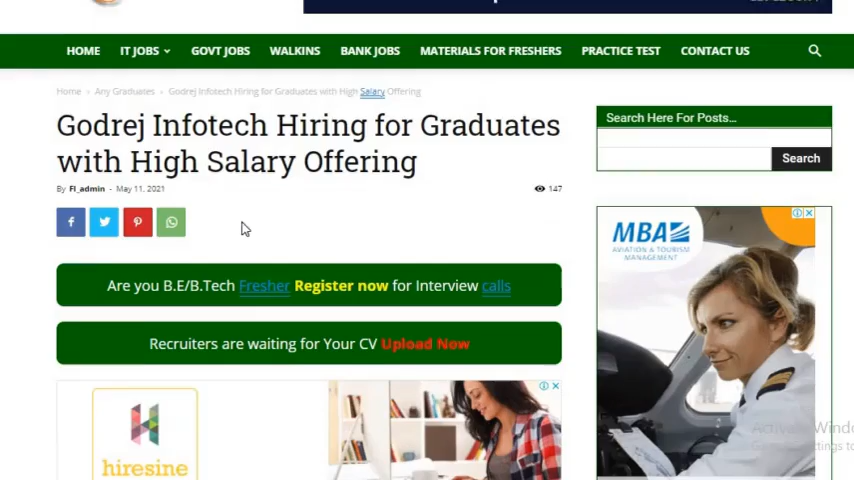 HOME IT JOBS GOVT JOBS WALKINS BANK JOBS MATERIALS FOR FRESHERS PRACTICE TEST CONTACT US
Home › Any Graduates › Godrej Infotech Hiring for Graduates with High Salary Offering
Godrej Infotech Hiring for Graduates
with High Salary Offering
By FI_admin - May 11, 2021 147
Are you B.E/B.Tech Fresher Register now for Interview calls
Recruiters are waiting for Your CV Upload Now
hiresine
Search Here For Posts...
Search
MBA
AVIATION & TOURISM
MANAGEMENT